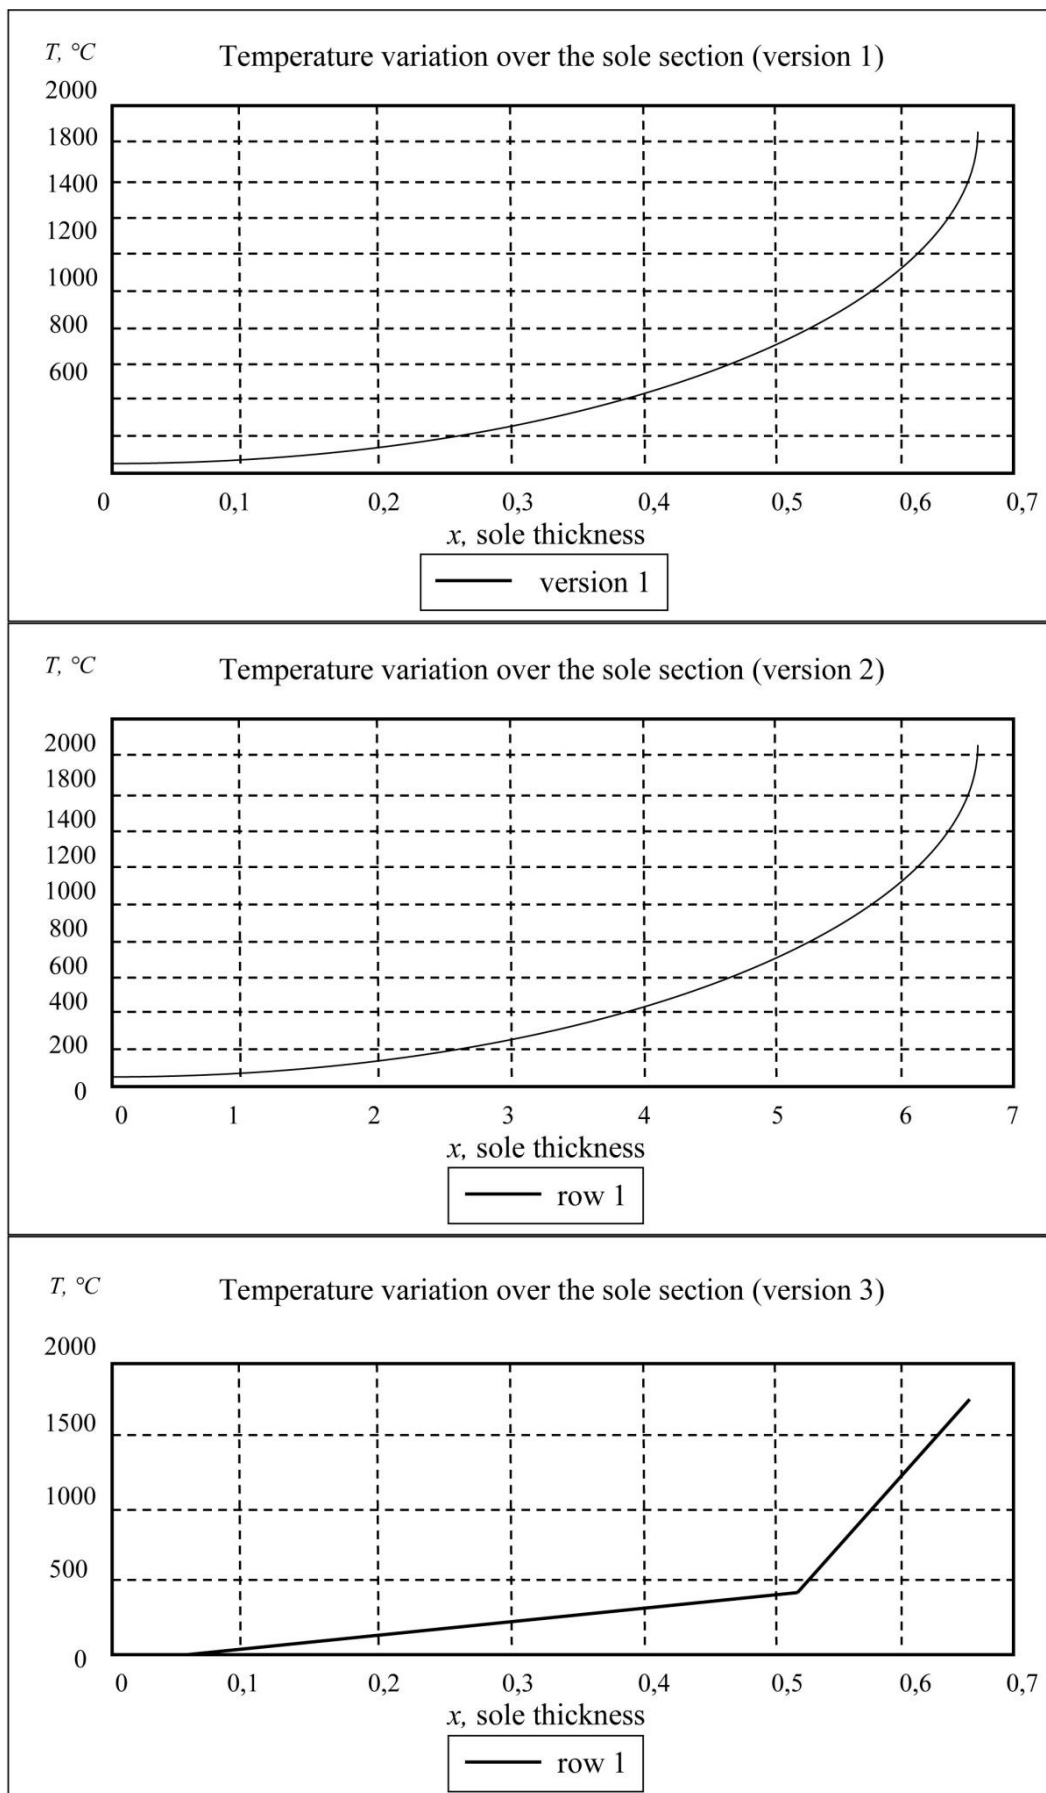 T, °C
Temperature variation over the sole section (version 1)
2000
1800
1400
1200
1000
800
600
0 0,1 0,2 0,3 0,4 0,5 0,6 0,7
x, sole thickness
version 1
T, °C
Temperature variation over the sole section (version 2)
2000
1800
1400
1200
1000
800
600
400
200
0
0 1 2 3 4 5 6 7
x, sole thickness
row 1
T, °C
Temperature variation over the sole section (version 3)
2000
1500
1000
500
0
0 0,1 0,2 0,3 0,4 0,5 0,6 0,7
x, sole thickness
row 1